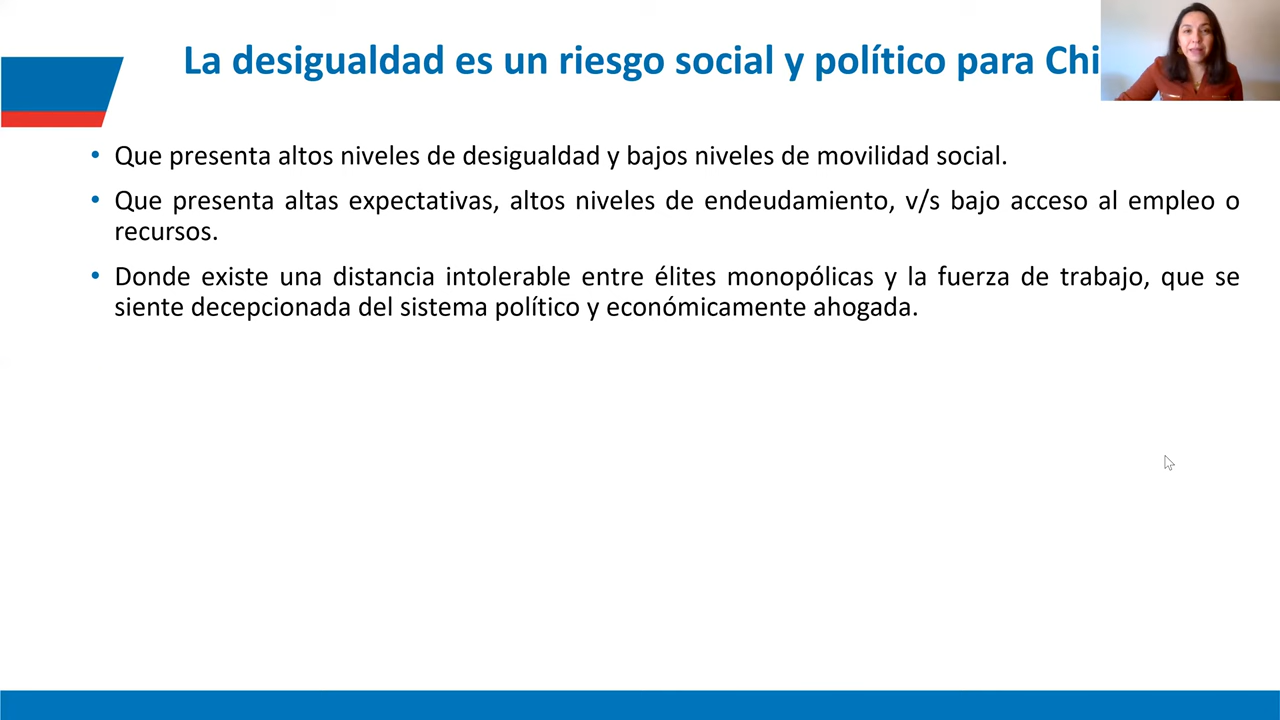 La desigualdad es un riesgo social y político para Chi
• Que presenta altos niveles de desigualdad y bajos niveles de movilidad social.
• Que presenta altas expectativas, altos niveles de endeudamiento, v/s bajo acceso al empleo o
recursos.
• Donde existe una distancia intolerable entre élites monopólicas y la fuerza de trabajo, que se
siente decepcionada del sistema político y económicamente ahogada.